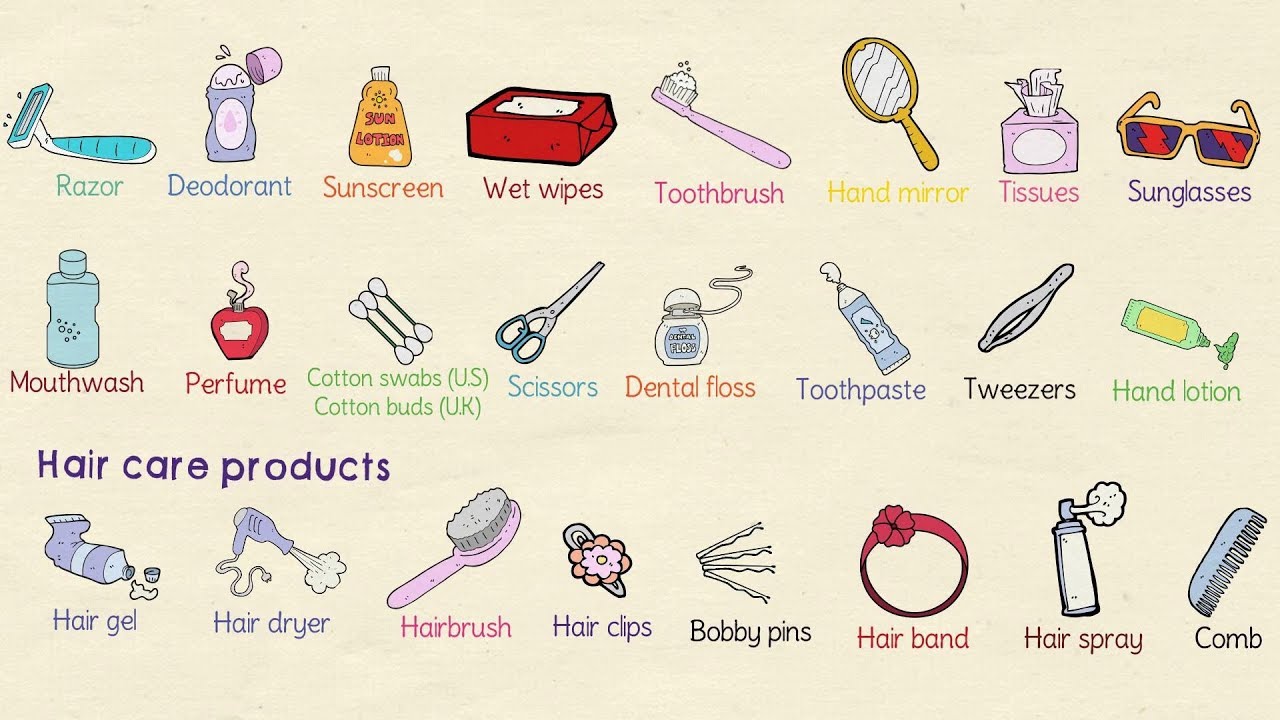 SUN
LOTION
Razor
Deodorant
Sunscreen
Wet wipes
Toothbrush
Hand mirror
Tissues
Sunglasses
DENTAL
FLOSS
Mouthwash
Perfume
Cotton swabs (U.S)
Cotton buds (U.K)
Scissors
Dental floss
Toothpaste
Tweezers
Hand lotion
Hair care products
Hair gel
Hair dryer
Hairbrush
Hair clips
Bobby pins
Hair band
Hair spray
Comb